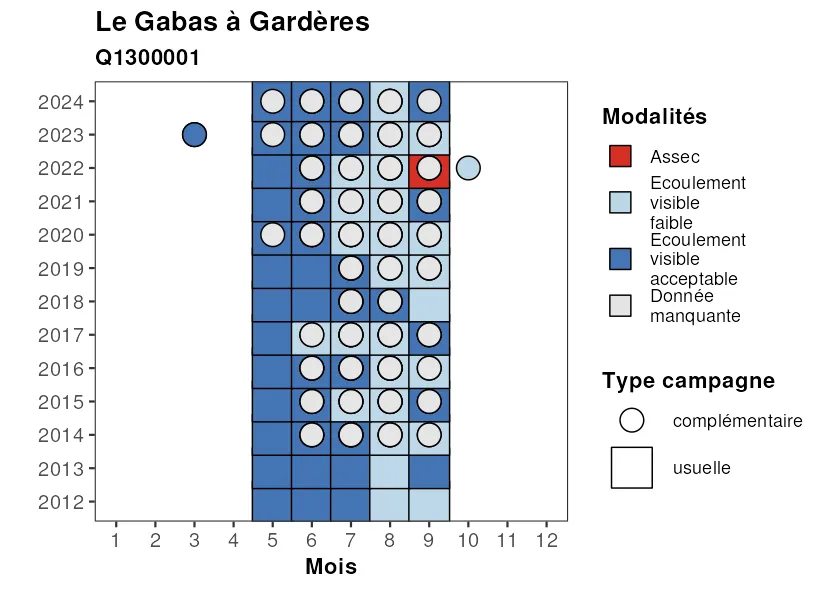 Le Gabas à Gardères
Q1300001
2024
2023
2022
2021
2020
2019
2018
2017
2016
2015
2014
2013
2012
1 2 3 4 5 6 7 8 9 10 11 12
Mois
Modalités
Assec
Ecoulement
visible
faible
Ecoulement
visible
acceptable
Donnée
manquante
Type campagne
complémentaire
usuelle